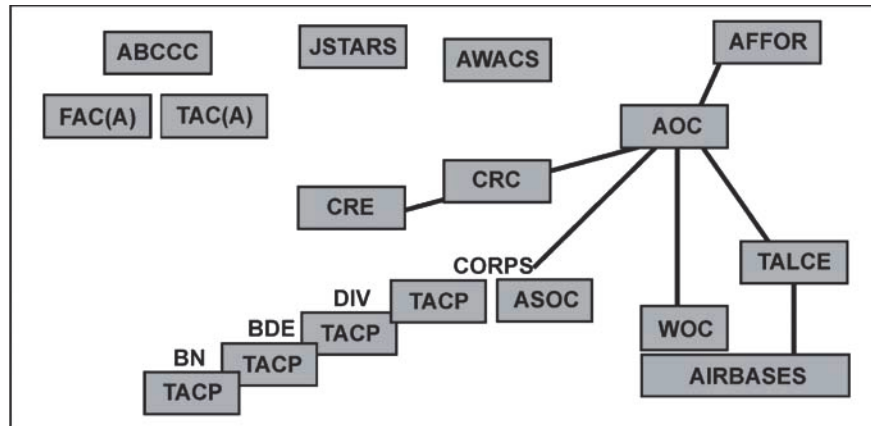 ABCCC
JSTARS
AWACS
AFFOR
FAC(A)
TAC(A)
AOC
CRC
CRE
CORPS
TALCE
TACP
ASOC
DIV
TACP
WOC
BDE
TACP
BN
TACP
AIRBASES